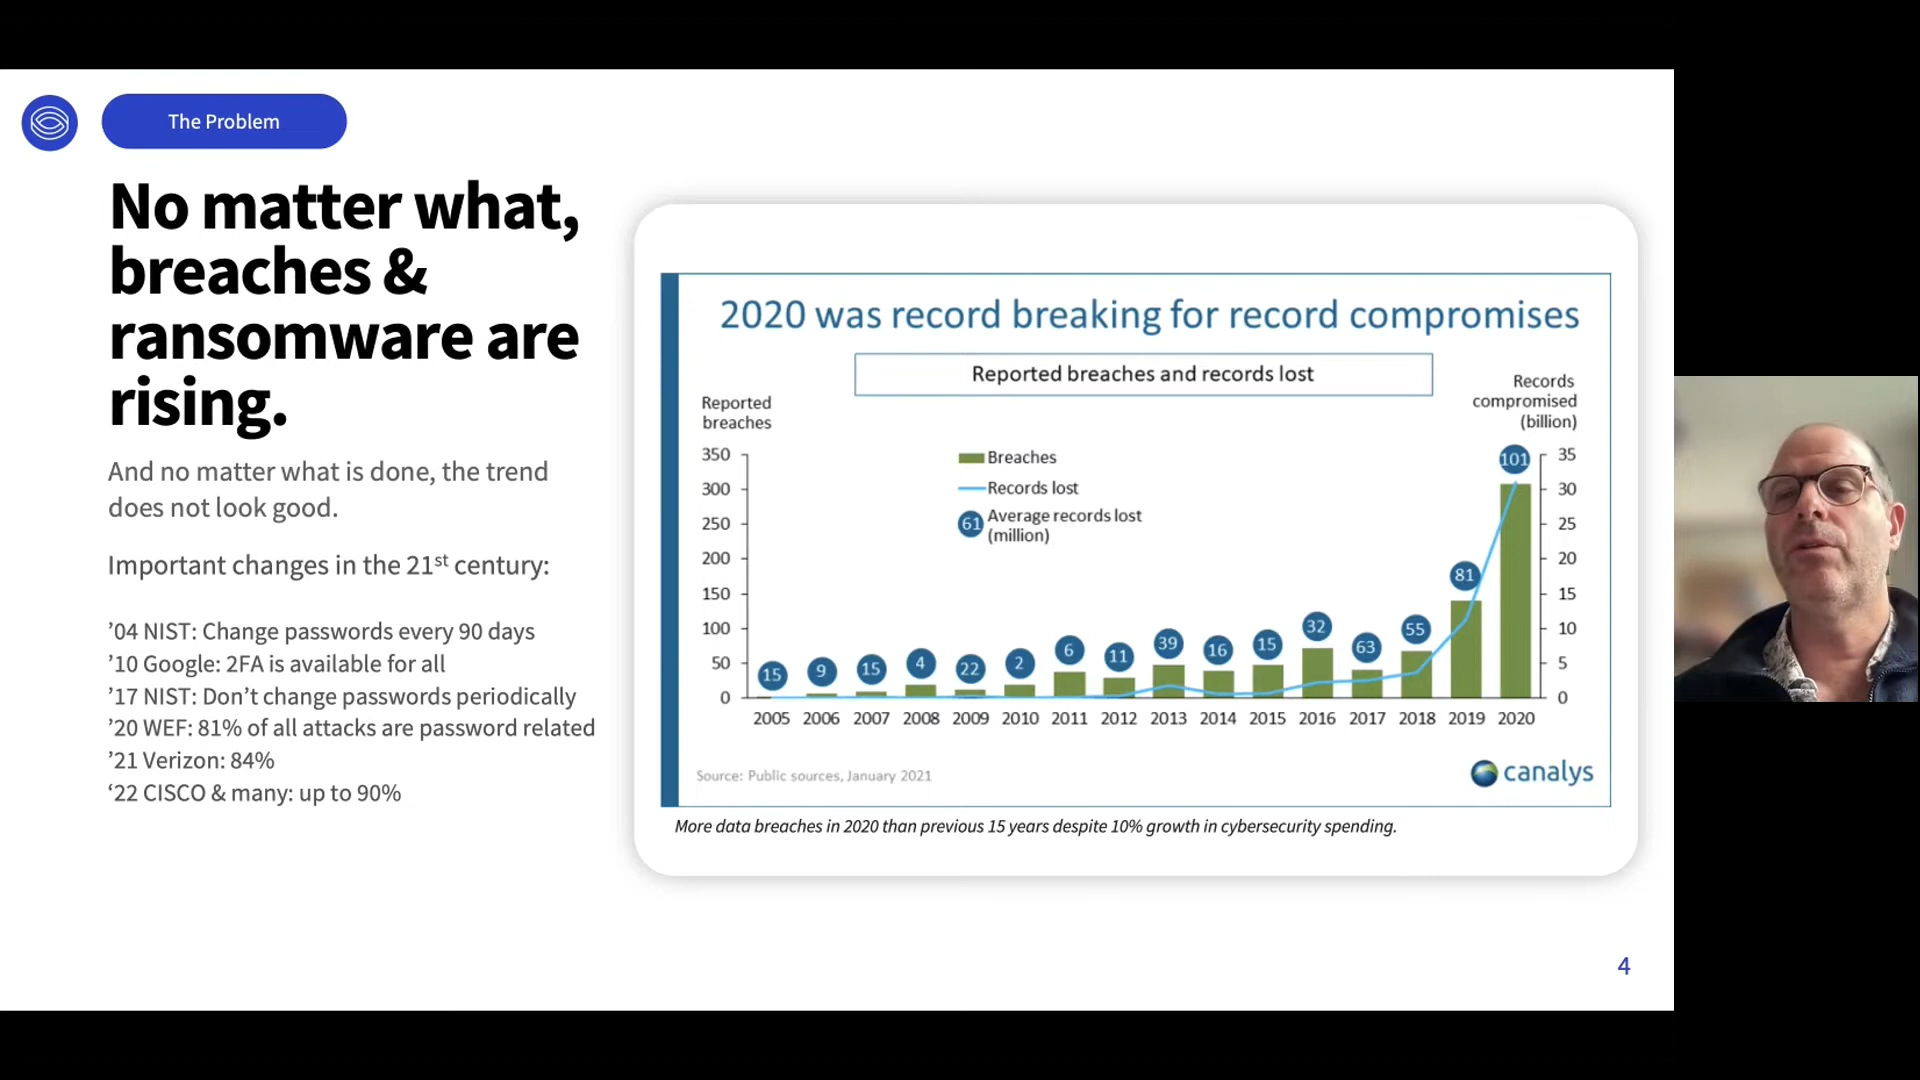 The Problem
No matter what,
breaches &
ransomware are
rising.
And no matter what is done, the trend
does not look good.
Important changes in the 21st century:
’04 NIST: Change passwords every 90 days
’10 Google: 2FA is available for all
’17 NIST: Don’t change passwords periodically
’20 WEF: 81% of all attacks are password related
’21 Verizon: 84%
‘22 CISCO & many: up to 90%
2020 was record breaking for record compromises
Reported breaches and records lost
Reported
breaches
Records
compromised
(billion)
Breaches
Records lost
61 Average records lost
(million)
350
300
250
200
150
100
50
0
35
30
25
20
15
10
5
0
15 9 15 4 22 2 6 11 39 16 15 32 63 55 81 101
2005 2006 2007 2008 2009 2010 2011 2012 2013 2014 2015 2016 2017 2018 2019 2020
Source: Public sources, January 2021
canalys
More data breaches in 2020 than previous 15 years despite 10% growth in cybersecurity spending.
4